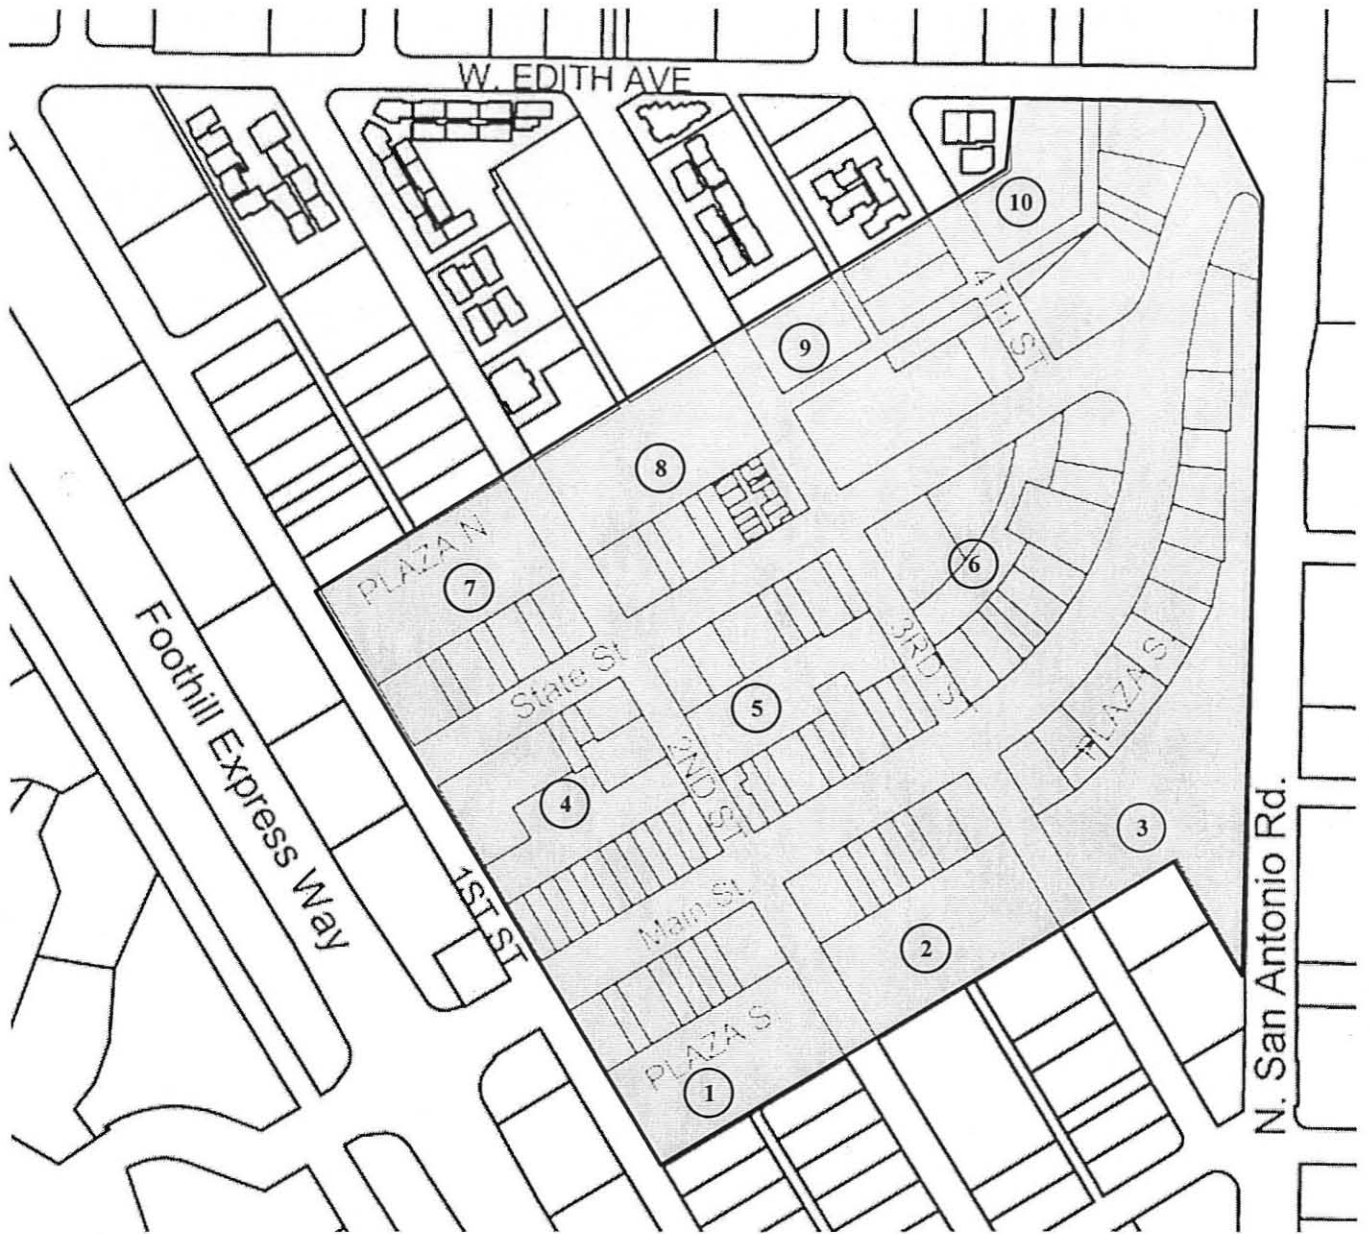 W. EDITH AVE
10
4TH ST
9
8
PLAZA N
7
6
Foothill Express Way
State St
3RD S
5
PLAZA S
2ND ST
4
3
1ST ST
Main St
2
N. San Antonio Rd.
PLAZA S
1